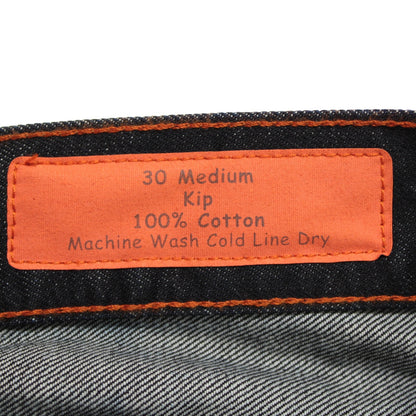 30 Medium
Kip
100% Cotton
Machine Wash Cold Line Dry